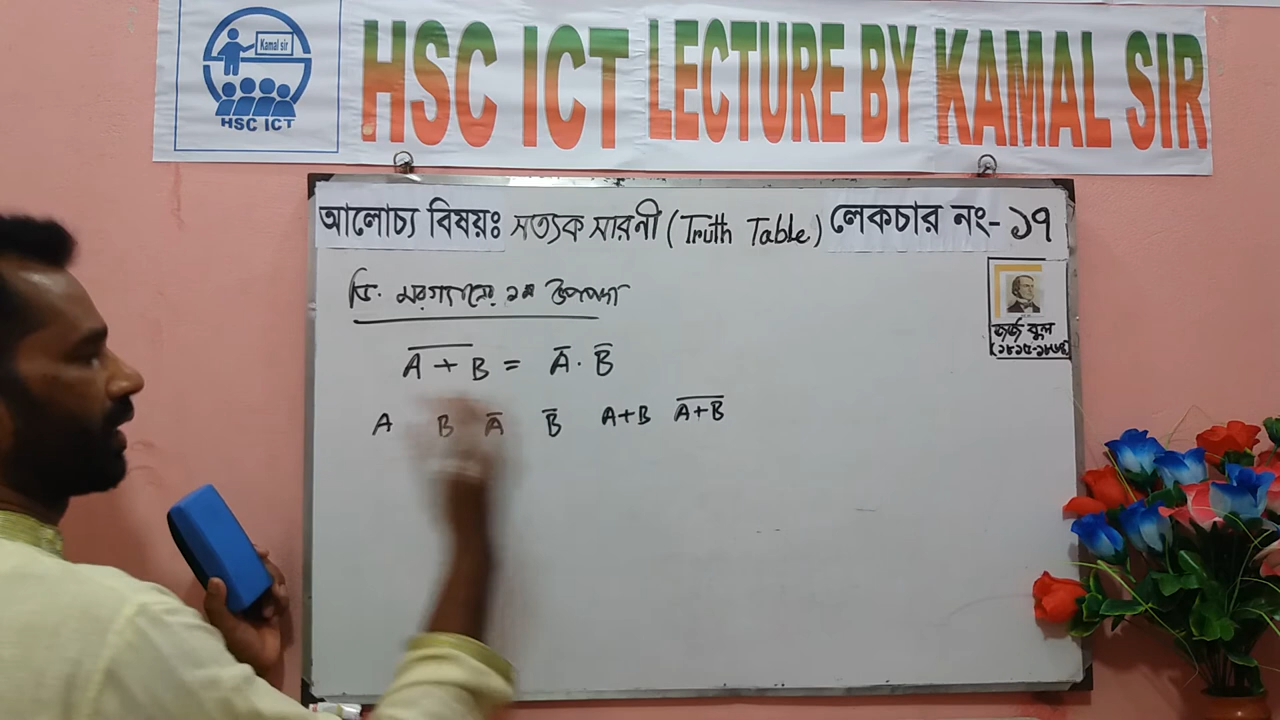 Kamal sir
HSC ICT
HSC ICT LECTURE BY KAMAL SIR
আলোচ্য বিষয়ঃ সত্যক সারনী (Truth Table) লেকচার নং- ১৭
ডি. মরগ্যানের ১ম উপপাদ্য
A̅ ̅+̅ ̅B̅ = A̅ . B̅
A B A̅ B̅ A+B A̅+̅B̅
জর্জ বুল
(১৮১৫-১৮৬৪)